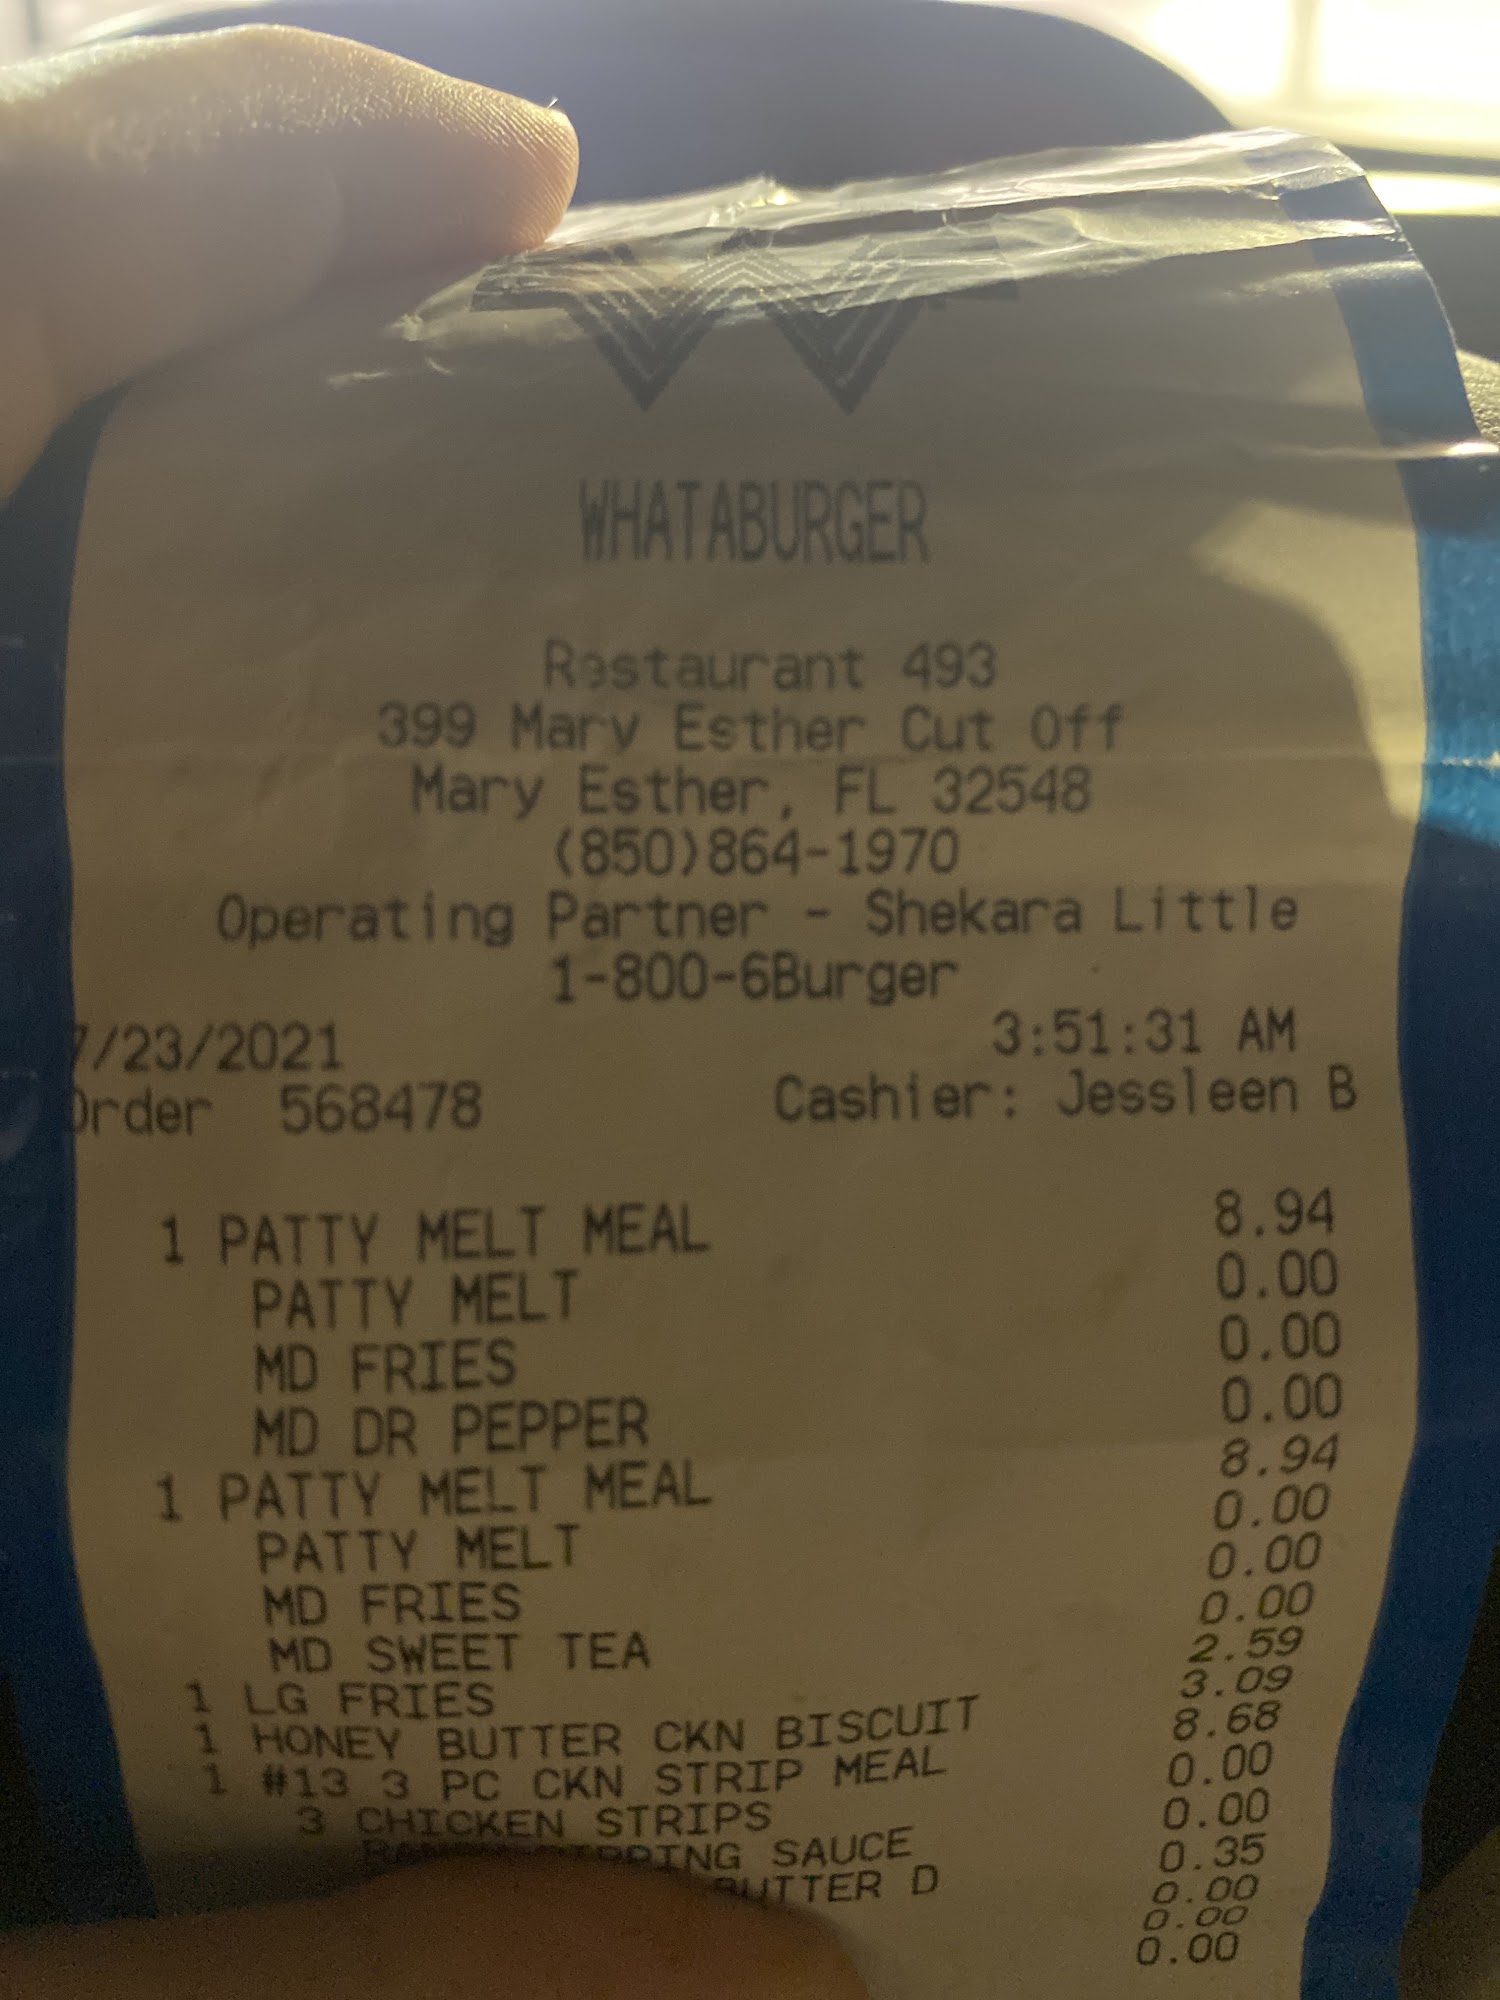 WHATABURGER
Restaurant 493
399 Mary Esther Cut Off
Mary Esther, FL 32548
(850)864-1970
Operating Partner - Shekara Little
1-800-6Burger
7/23/2021 3:51:31 AM
Order 568478 Cashier: Jessleen B
1 PATTY MELT MEAL 8.94
PATTY MELT 0.00
MD FRIES 0.00
MD DR PEPPER 0.00
1 PATTY MELT MEAL 8.94
PATTY MELT 0.00
MD FRIES 0.00
MD SWEET TEA 0.00
1 LG FRIES 2.59
1 HONEY BUTTER CKN BISCUIT 3.09
1 #13 3 PC CKN STRIP MEAL 8.68
3 CHICKEN STRIPS 0.00
SAUCE 0.00
BUTTER D 0.35
0.00
0.00
0.00